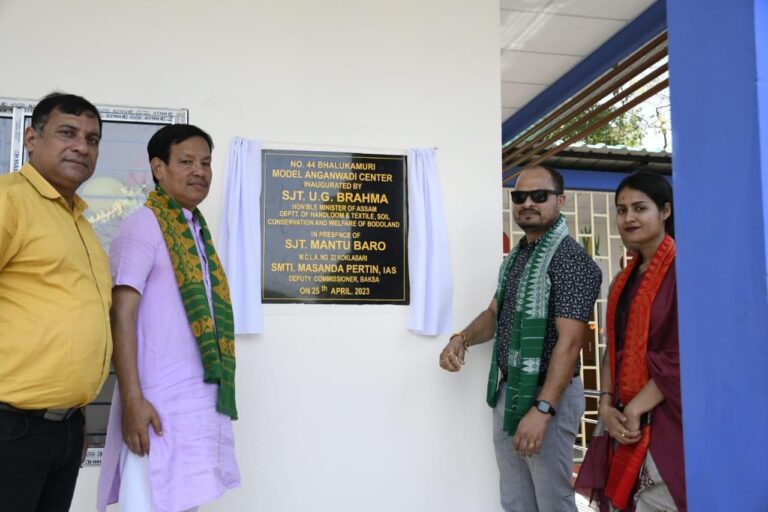 NO. 44 BHALUKAMURI
MODEL ANGANWADI CENTER
INAUGURATED BY
SJT. U.G. BRAHMA
HON'BLE MINISTER OF ASSAM
DEPTT. OF HANDLOOM & TEXTILE, SOIL
CONSERVATION AND WELFARE OF BODOLAND
IN PRESENCE OF
SJT. MANTU BARO
M.C.L.A. NO. 22 KOKLABARI
SMTI. MASANDA PERTIN, IAS
DEPUTY COMMISSIONER, BAKSA
ON 25th APRIL. 2023